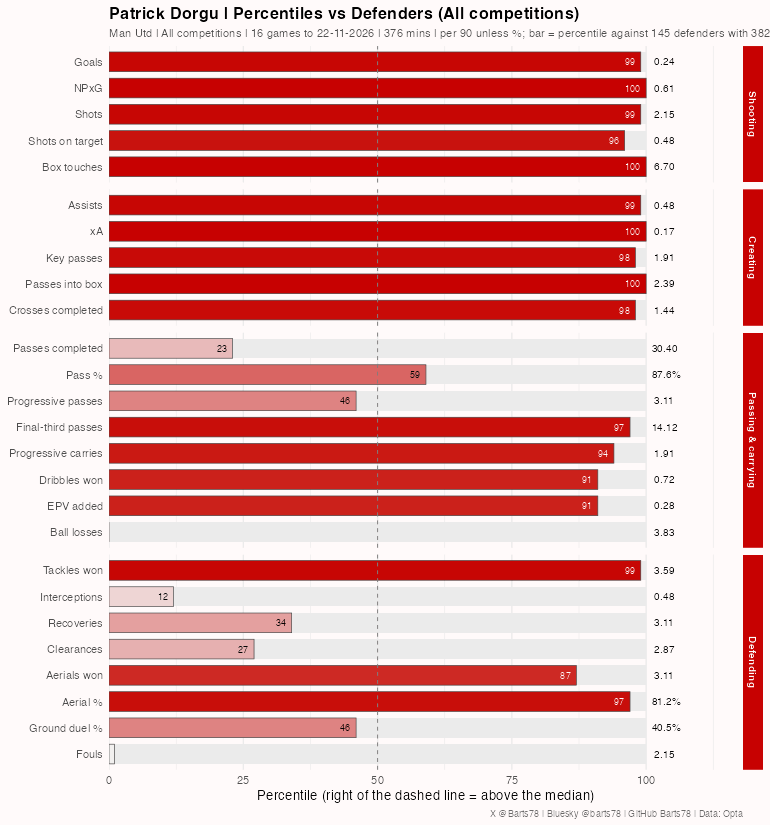 Patrick Dorgu | Percentiles vs Defenders (All competitions)
Man Utd | All competitions | 16 games to 22-11-2026 | 376 mins | per 90 unless %; bar = percentile against 145 defenders with 382
Goals 99 0.24
NPxG 100 0.61
Shots 99 2.15
Shots on target 96 0.48
Box touches 100 6.70
Shooting
Assists 99 0.48
xA 100 0.17
Key passes 98 1.91
Passes into box 100 2.39
Crosses completed 98 1.44
Creating
Passes completed 23 30.40
Pass % 59 87.6%
Progressive passes 46 3.11
Final-third passes 97 14.12
Progressive carries 94 1.91
Dribbles won 91 0.72
EPV added 91 0.28
Ball losses 3.83
Passing & carrying
Tackles won 99 3.59
Interceptions 12 0.48
Recoveries 34 3.11
Clearances 27 2.87
Aerials won 87 3.11
Aerial % 97 81.2%
Ground duel % 46 40.5%
Fouls 2.15
Defending
0 25 50 75 100
Percentile (right of the dashed line = above the median)
X @Barts78 | Bluesky @barts78 | GitHub Barts78 | Data: Opta